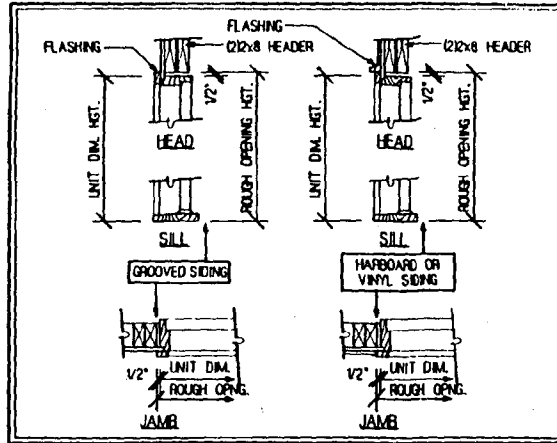 FLASHING
(2)2x8 HEADER
1/2"
UNIT DIM. HGT.
ROUGH OPENING HGT.
HEAD
SILL
GROOVED SIDING
1/2"
UNIT DIM.
ROUGH OPNG.
JAMB
FLASHING
(2)2x8 HEADER
1/2"
UNIT DIM. HGT.
ROUGH OPENING HGT.
HEAD
SILL
HARBOARD OR
VINYL SIDING
1/2"
UNIT DIM.
ROUGH OPNG.
JAMB